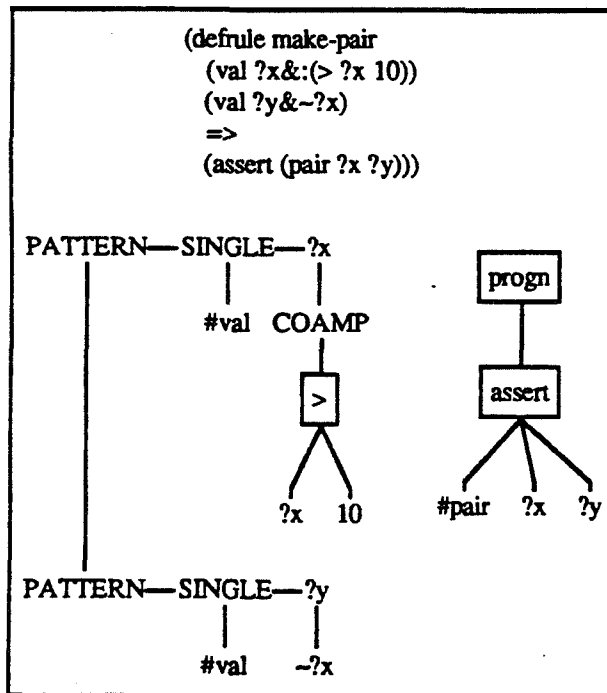 (defrule make-pair
(val ?x&:(> ?x 10))
(val ?y&~?x)
=>
(assert (pair ?x ?y)))
PATTERN SINGLE ?x
progn
#val COAMP
>
assert
?x 10
#pair ?x ?y
PATTERN SINGLE ?y
#val ~?x